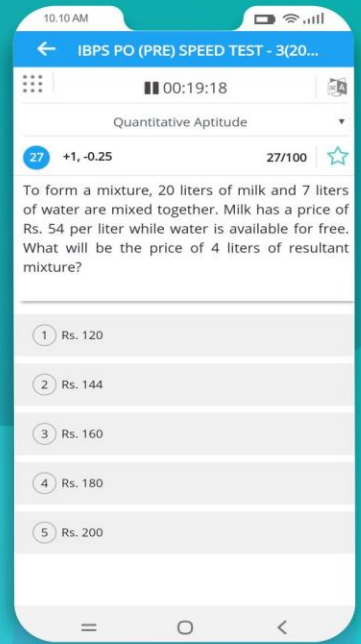 10.10 AM
IBPS PO (PRE) SPEED TEST - 3(20...
00:19:18
Quantitative Aptitude
27 +1, -0.25 27/100
To form a mixture, 20 liters of milk and 7 liters
of water are mixed together. Milk has a price of
Rs. 54 per liter while water is available for free.
What will be the price of 4 liters of resultant
mixture?
1 Rs. 120
2 Rs. 144
3 Rs. 160
4 Rs. 180
5 Rs. 200